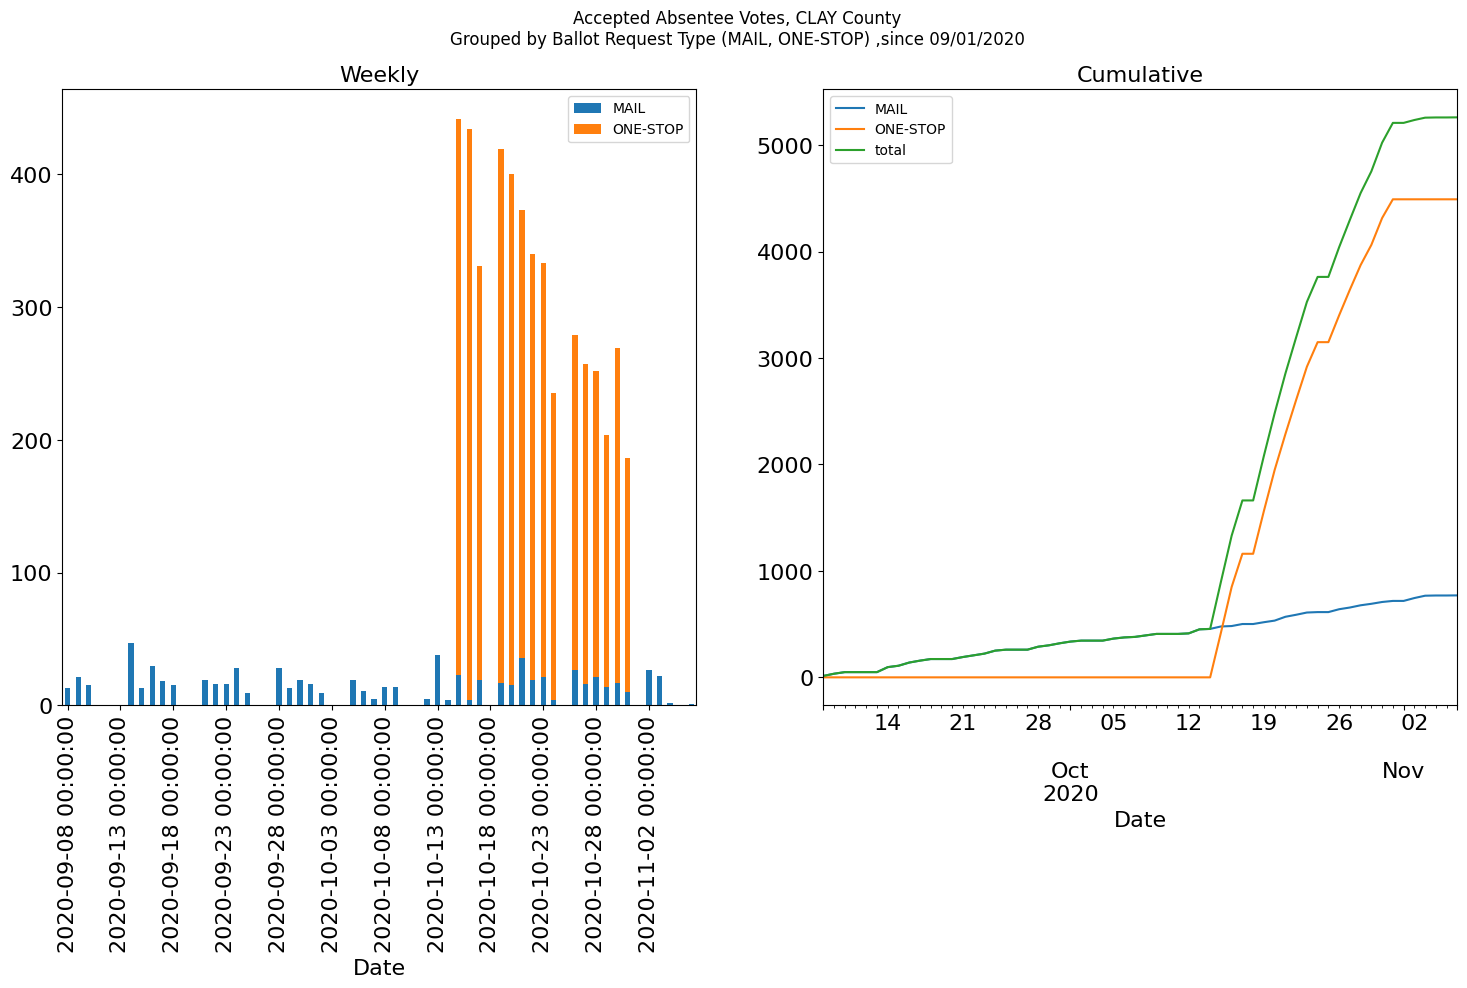 Accepted Absentee Votes, CLAY County
Grouped by Ballot Request Type (MAIL, ONE-STOP) ,since 09/01/2020
Weekly
MAIL
ONE-STOP
400
300
200
100
0
2020-09-08 00:00:00
2020-09-13 00:00:00
2020-09-18 00:00:00
2020-09-23 00:00:00
2020-09-28 00:00:00
2020-10-03 00:00:00
2020-10-08 00:00:00
2020-10-13 00:00:00
2020-10-18 00:00:00
2020-10-23 00:00:00
2020-10-28 00:00:00
2020-11-02 00:00:00
Date
Cumulative
MAIL
ONE-STOP
total
5000
4000
3000
2000
1000
0
14 21 28 05 12 19 26 02
Oct Nov
2020
Date